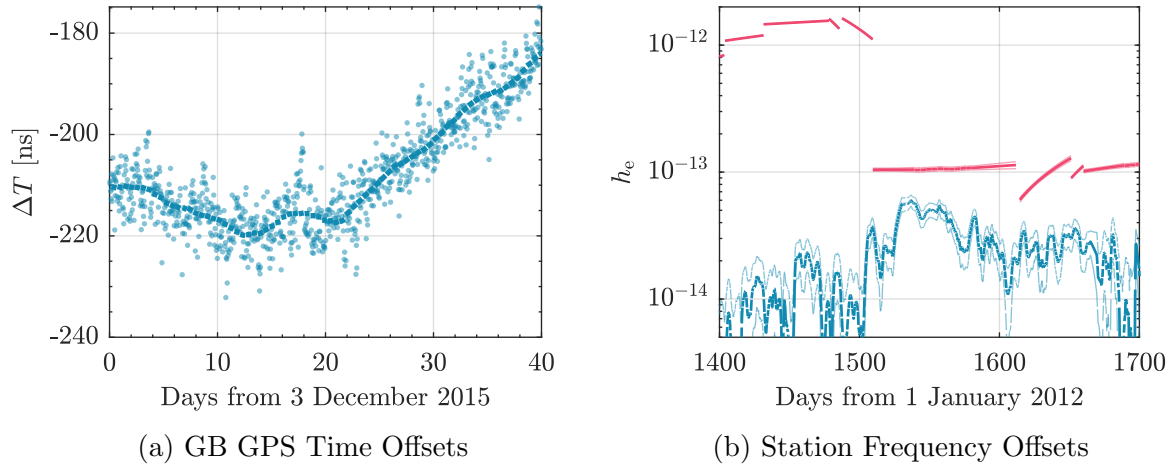 -180
-200
-220
-240
ΔT [ns]
0 10 20 30 40
Days from 3 December 2015
(a) GB GPS Time Offsets
10⁻¹²
10⁻¹³
10⁻¹⁴
hₑ
1400 1500 1600 1700
Days from 1 January 2012
(b) Station Frequency Offsets